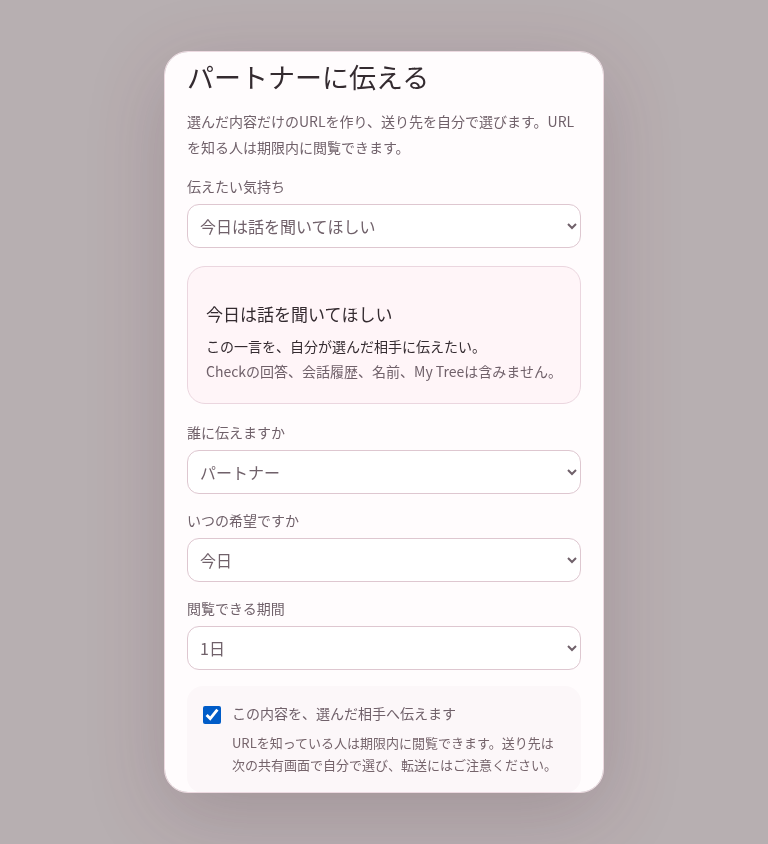 パートナーに伝える
選んだ内容だけのURLを作り、送り先を自分で選びます。URL
を知る人は期限内に閲覧できます。
伝えたい気持ち
今日は話を聞いてほしい
今日は話を聞いてほしい
この一言を、自分が選んだ相手に伝えたい。
Checkの回答、会話履歴、名前、My Treeは含みません。
誰に伝えますか
パートナー
いつの希望ですか
今日
閲覧できる期間
1日
この内容を、選んだ相手へ伝えます
URLを知っている人は期限内に閲覧できます。送り先は
次の共有画面で自分で選び、転送にはご注意ください。